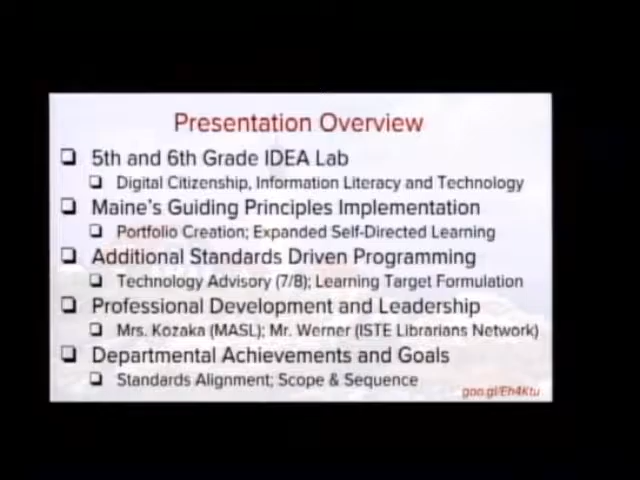 Presentation Overview
❑ 5th and 6th Grade IDEA Lab
❑ Digital Citizenship, Information Literacy and Technology
❑ Maine's Guiding Principles Implementation
❑ Portfolio Creation; Expanded Self-Directed Learning
❑ Additional Standards Driven Programming
❑ Technology Advisory (7/8); Learning Target Formulation
❑ Professional Development and Leadership
❑ Mrs. Kozaka (MASL); Mr. Werner (ISTE Librarians Network)
❑ Departmental Achievements and Goals
❑ Standards Alignment; Scope & Sequence
goo.gl/Eh4Ktu